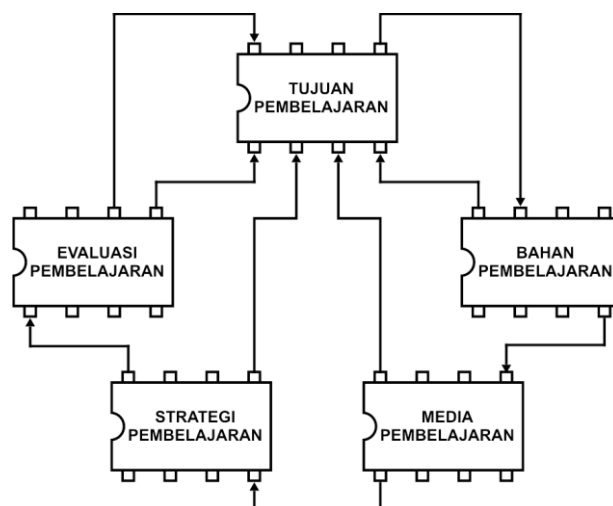 TUJUAN
PEMBELAJARAN
EVALUASI
PEMBELAJARAN
BAHAN
PEMBELAJARAN
STRATEGI
PEMBELAJARAN
MEDIA
PEMBELAJARAN